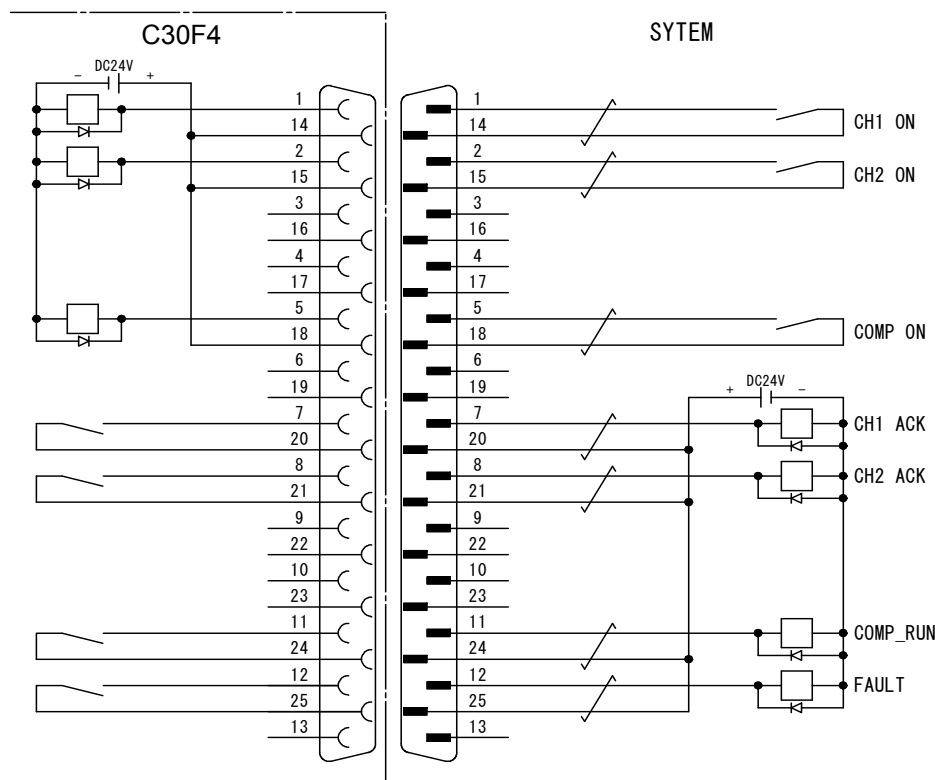 C30F4
SYTEM
- DC24V +
1 1
14 14 CH1 ON
2 2
15 15 CH2 ON
3 3
16 16
4 4
17 17
5 5
18 18 COMP ON
6 6
19 19
+ DC24V -
7 7 CH1 ACK
20 20
8 8 CH2 ACK
21 21
9 9
22 22
10 10
23 23
11 11 COMP_RUN
24 24
12 12 FAULT
25 25
13 13